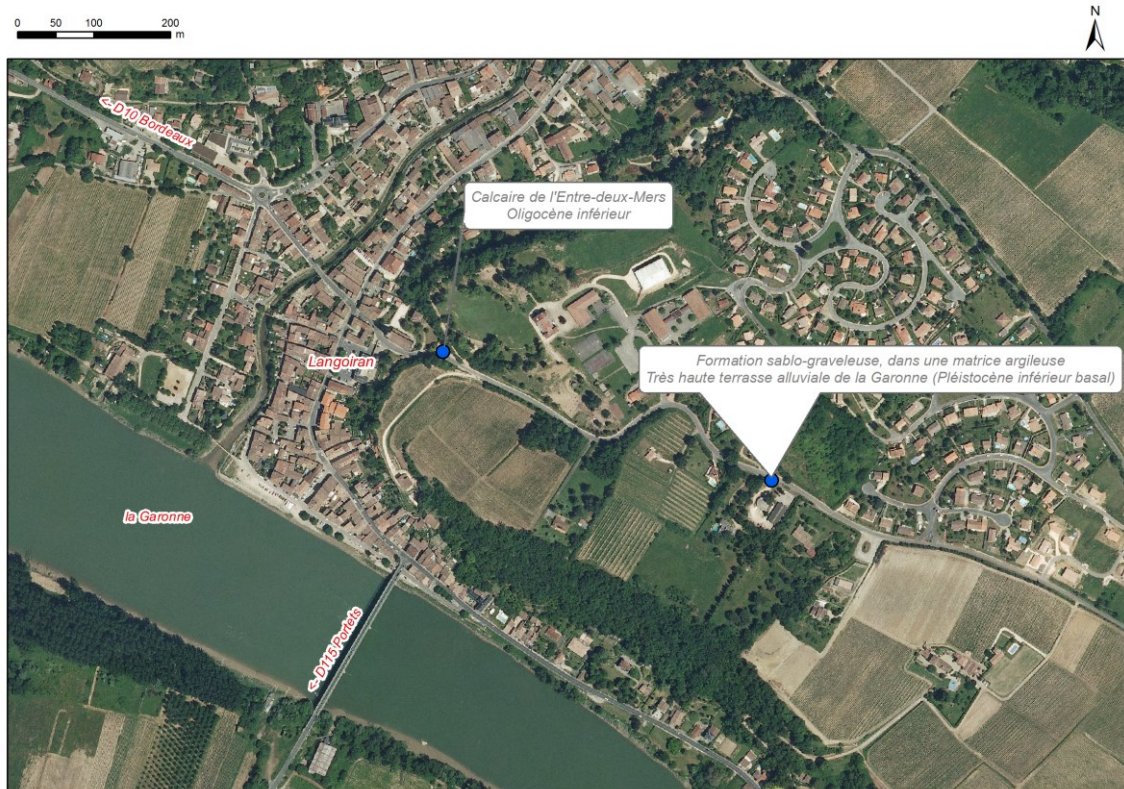 0 50 100 200
m
N
<- D10 Bordeaux
Calcaire de l'Entre-deux-Mers
Oligocène inférieur
Langoiran
Formation sablo-graveleuse, dans une matrice argileuse
Très haute terrasse alluviale de la Garonne (Pléistocène inférieur basal)
la Garonne
<- D115 Portets